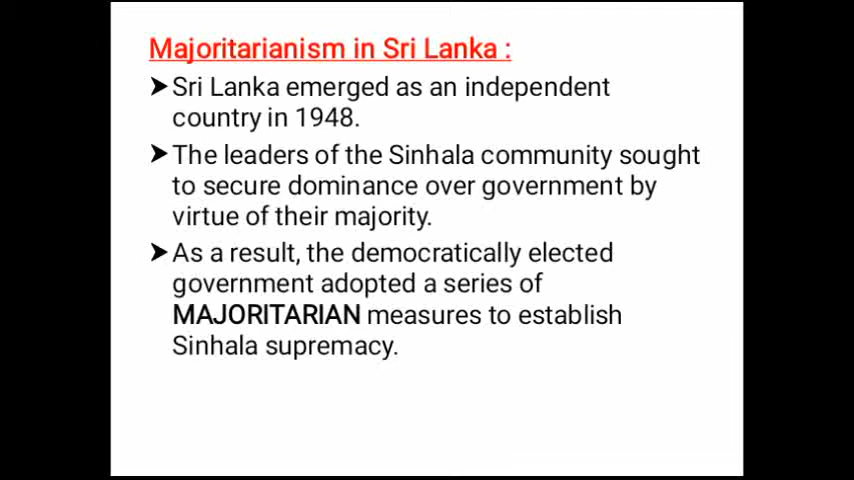 Majoritarianism in Sri Lanka :
➤Sri Lanka emerged as an independent
country in 1948.
➤The leaders of the Sinhala community sought
to secure dominance over government by
virtue of their majority.
➤As a result, the democratically elected
government adopted a series of
MAJORITARIAN measures to establish
Sinhala supremacy.